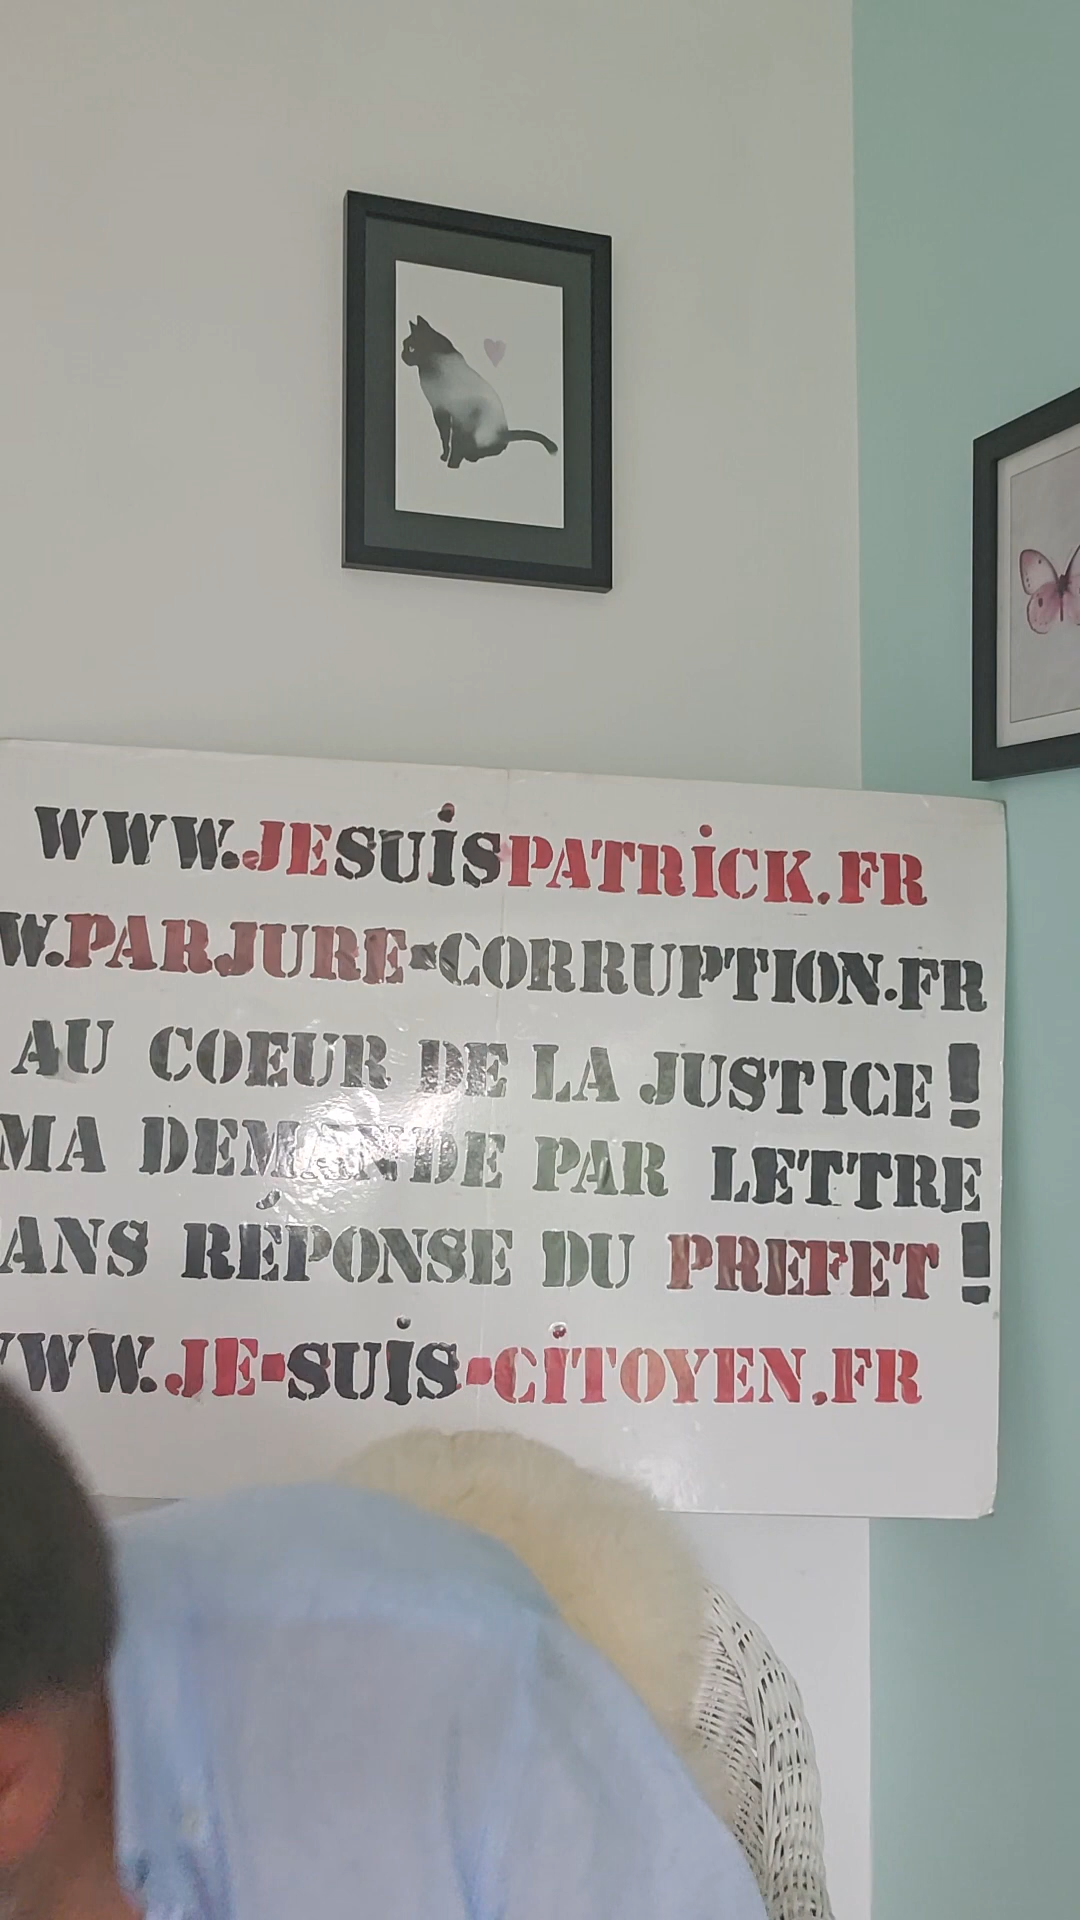 WWW.JESUISPATRICK.FR
W.PARJURE-CORRUPTION.FR
AU COEUR DE LA JUSTICE!
MA DEMANDE PAR LETTRE
ANS RÉPONSE DU PREFET!
WWW.JE-SUIS-CITOYEN.FR